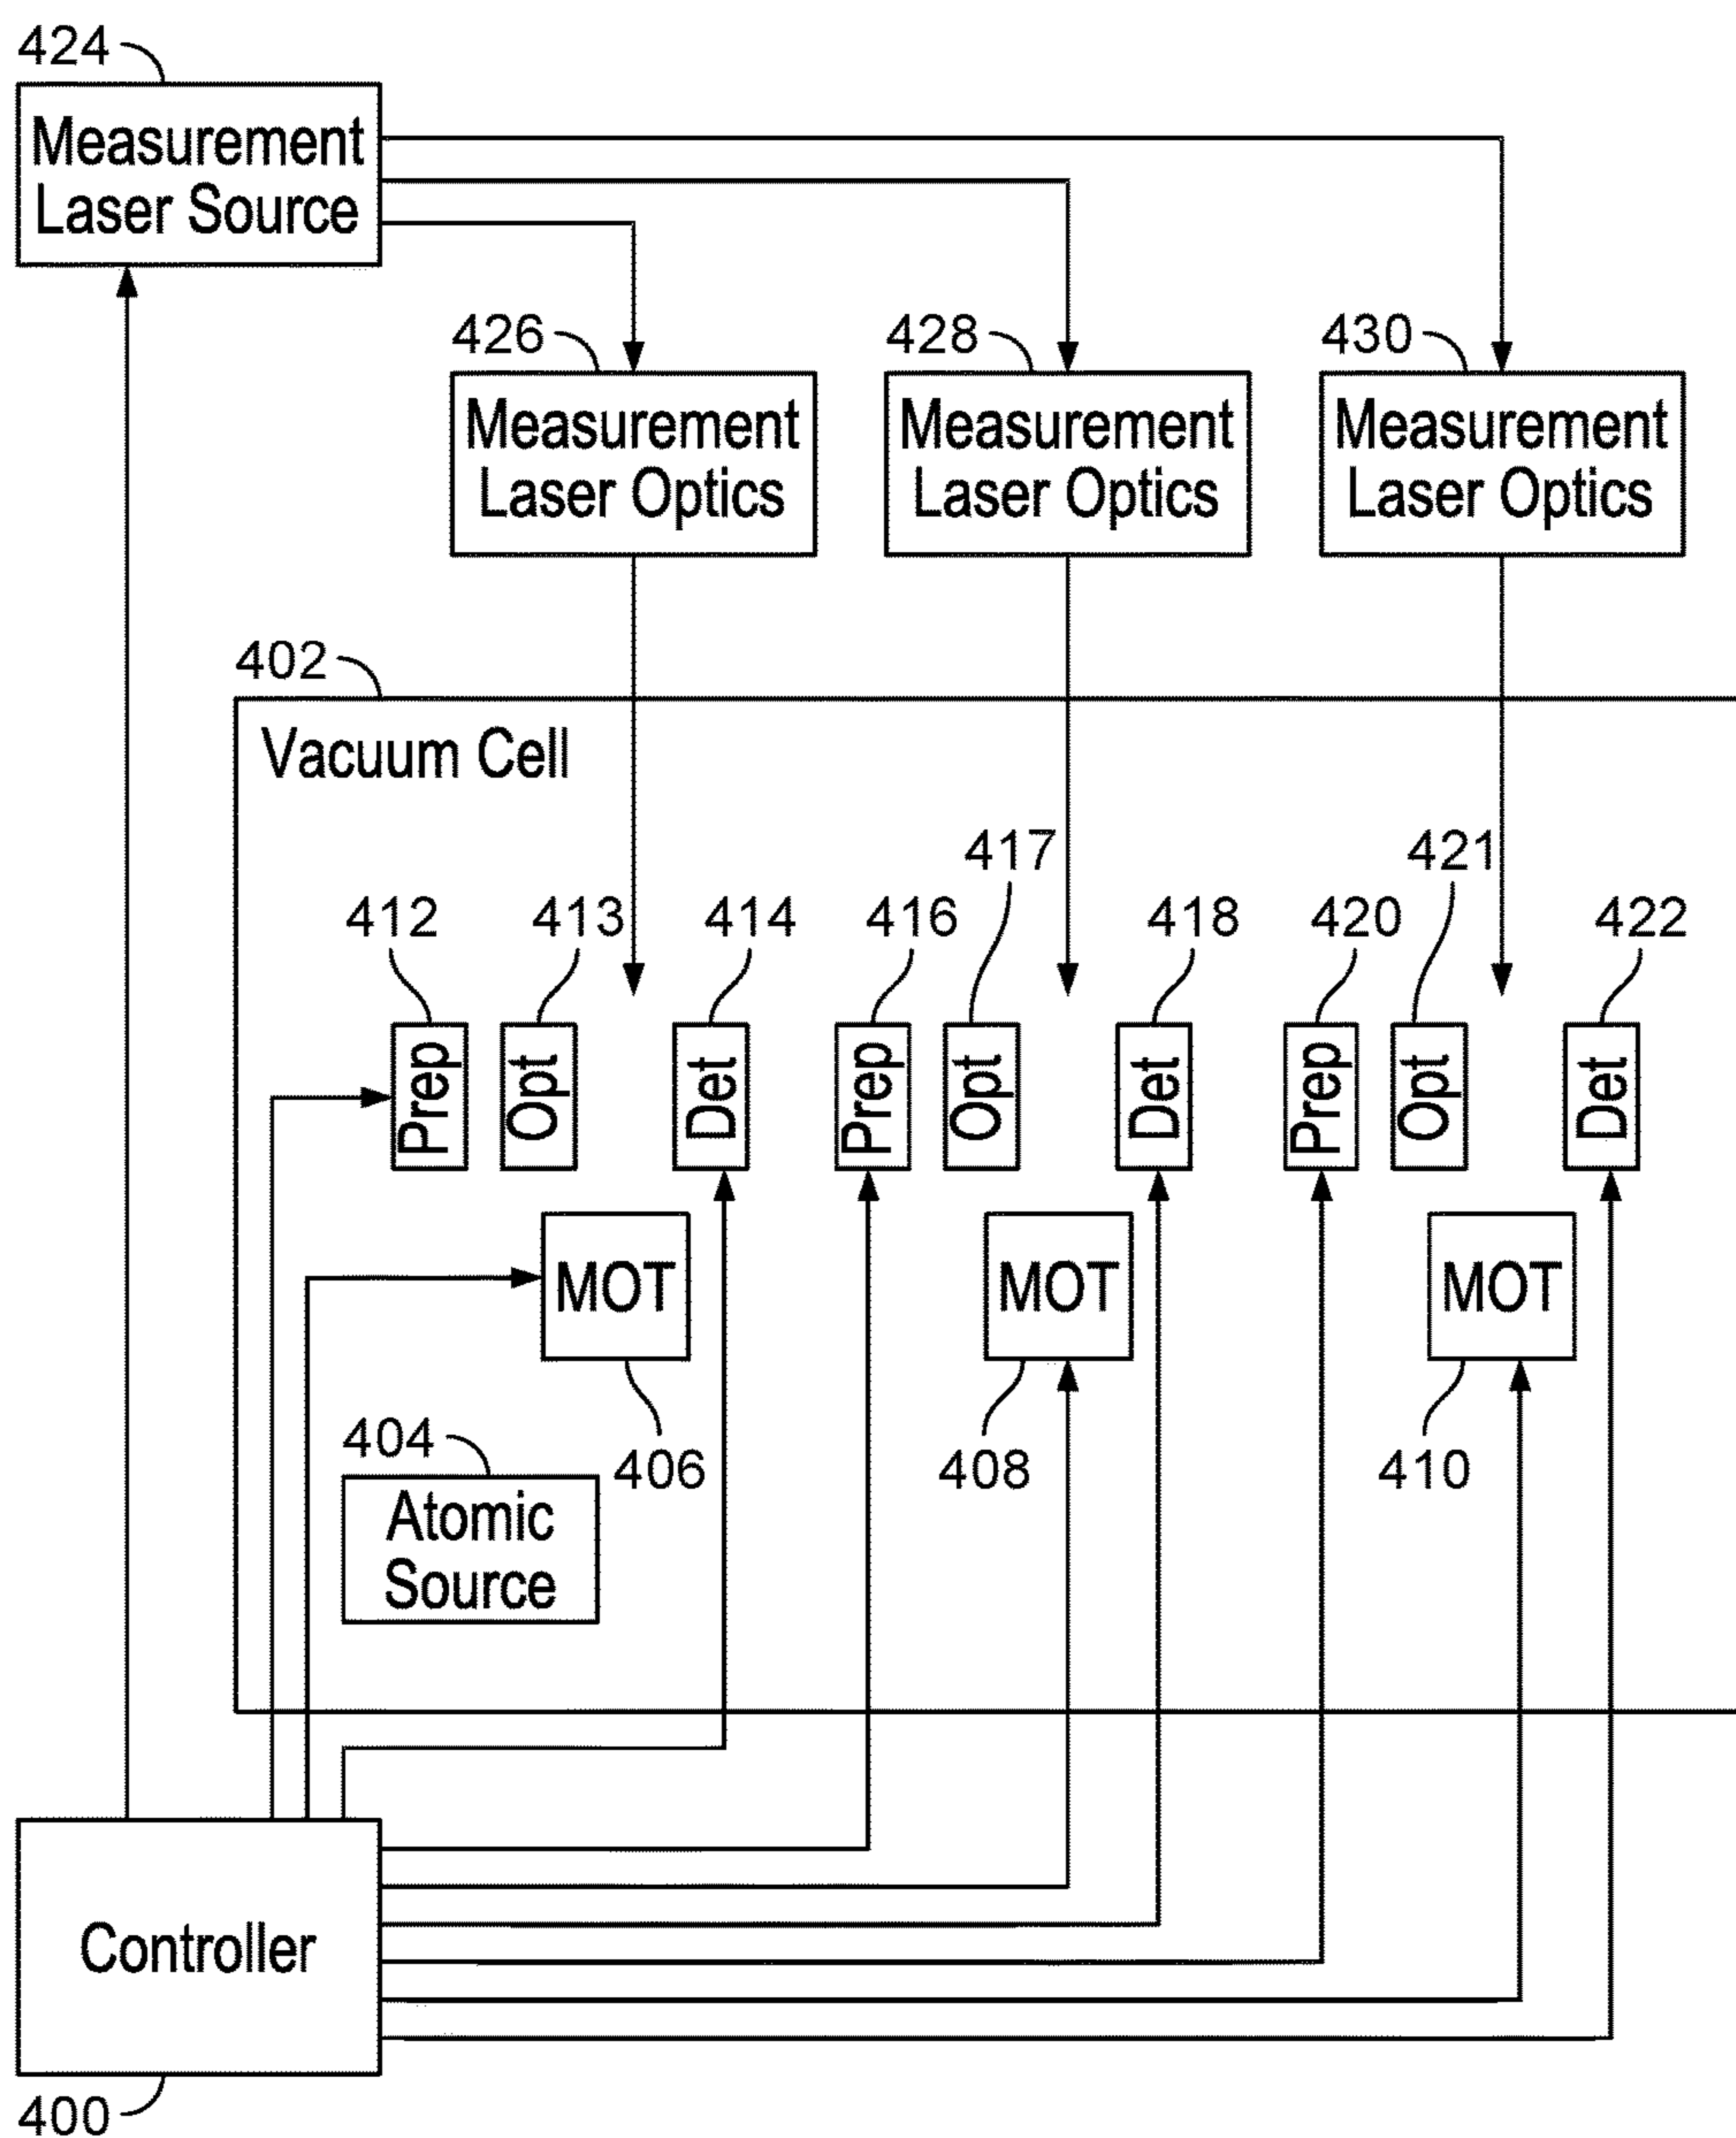 424
Measurement
Laser Source
426
428
430
Measurement
Laser Optics
Measurement
Laser Optics
Measurement
Laser Optics
402
Vacuum Cell
417
421
412
413
414
416
418
420
422
Prep
Opt
Det
Prep
Opt
Det
Prep
Opt
Det
MOT
MOT
MOT
404
406
408
410
Atomic
Source
Controller
400